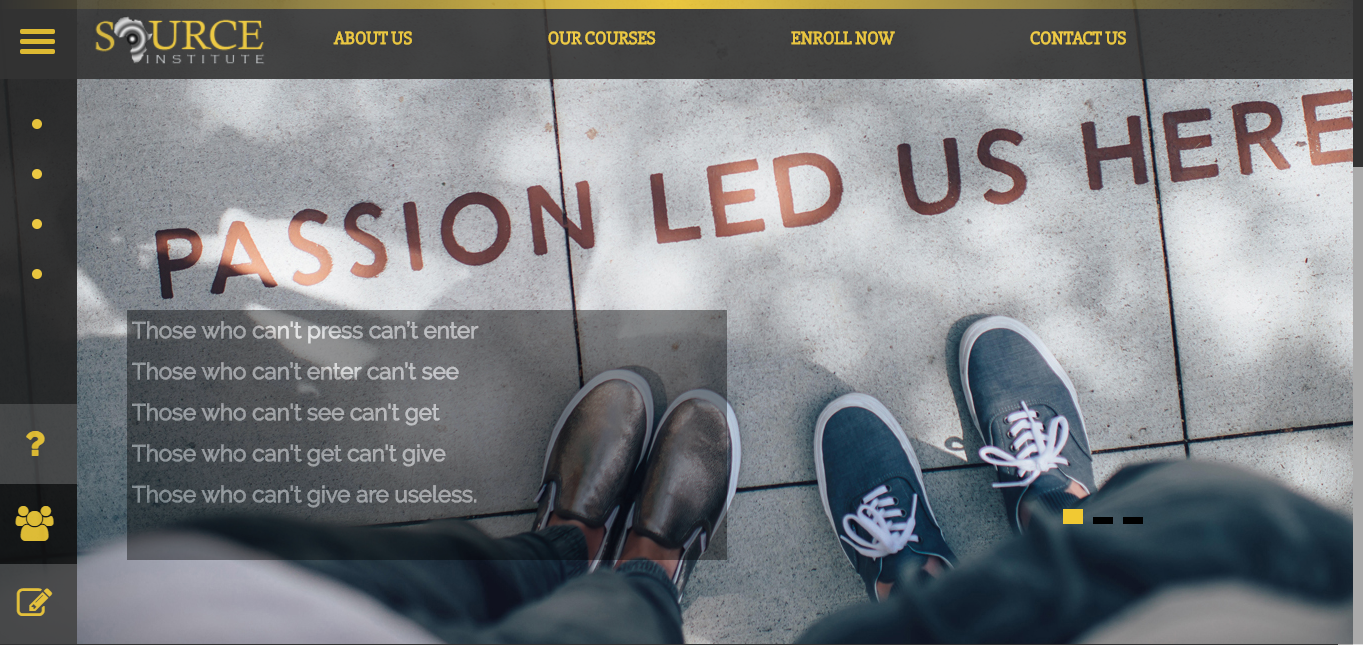 SOURCE
INSTITUTE
ABOUT US
OUR COURSES
ENROLL NOW
CONTACT US
PASSION LED US HERE
Those who can't press can't enter
Those who can't enter can't see
Those who can't see can't get
Those who can't get can't give
Those who can't give are useless.
?